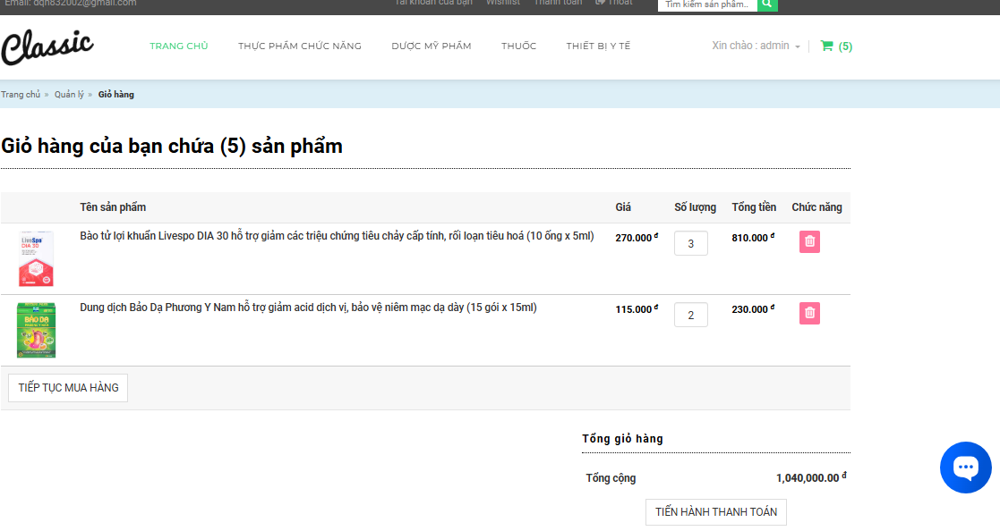 Email: dqh832002@gmail.com
Tài khoản của bạn Wishlist Thanh toán Thoát
Tìm kiếm sản phẩm..
Classic
TRANG CHỦ THỰC PHẨM CHỨC NĂNG DƯỢC MỸ PHẨM THUỐC THIẾT BỊ Y TẾ
Xin chào : admin
(5)
Trang chủ » Quản lý » Giỏ hàng
Giỏ hàng của bạn chứa (5) sản phẩm
Tên sản phẩm Giá Số lượng Tổng tiền Chức năng
LiveSpo
DIA 30
Bào tử lợi khuẩn Livespo DIA 30 hỗ trợ giảm các triệu chứng tiêu chảy cấp tính, rối loạn tiêu hoá (10 ống x 5ml) 270.000 đ 3 810.000 đ
BẢO DẠ
Dung dịch Bảo Dạ Phương Y Nam hỗ trợ giảm acid dịch vị, bảo vệ niêm mạc dạ dày (15 gói x 15ml) 115.000 đ 2 230.000 đ
TIẾP TỤC MUA HÀNG
Tổng giỏ hàng
Tổng cộng 1,040,000.00 đ
TIẾN HÀNH THANH TOÁN